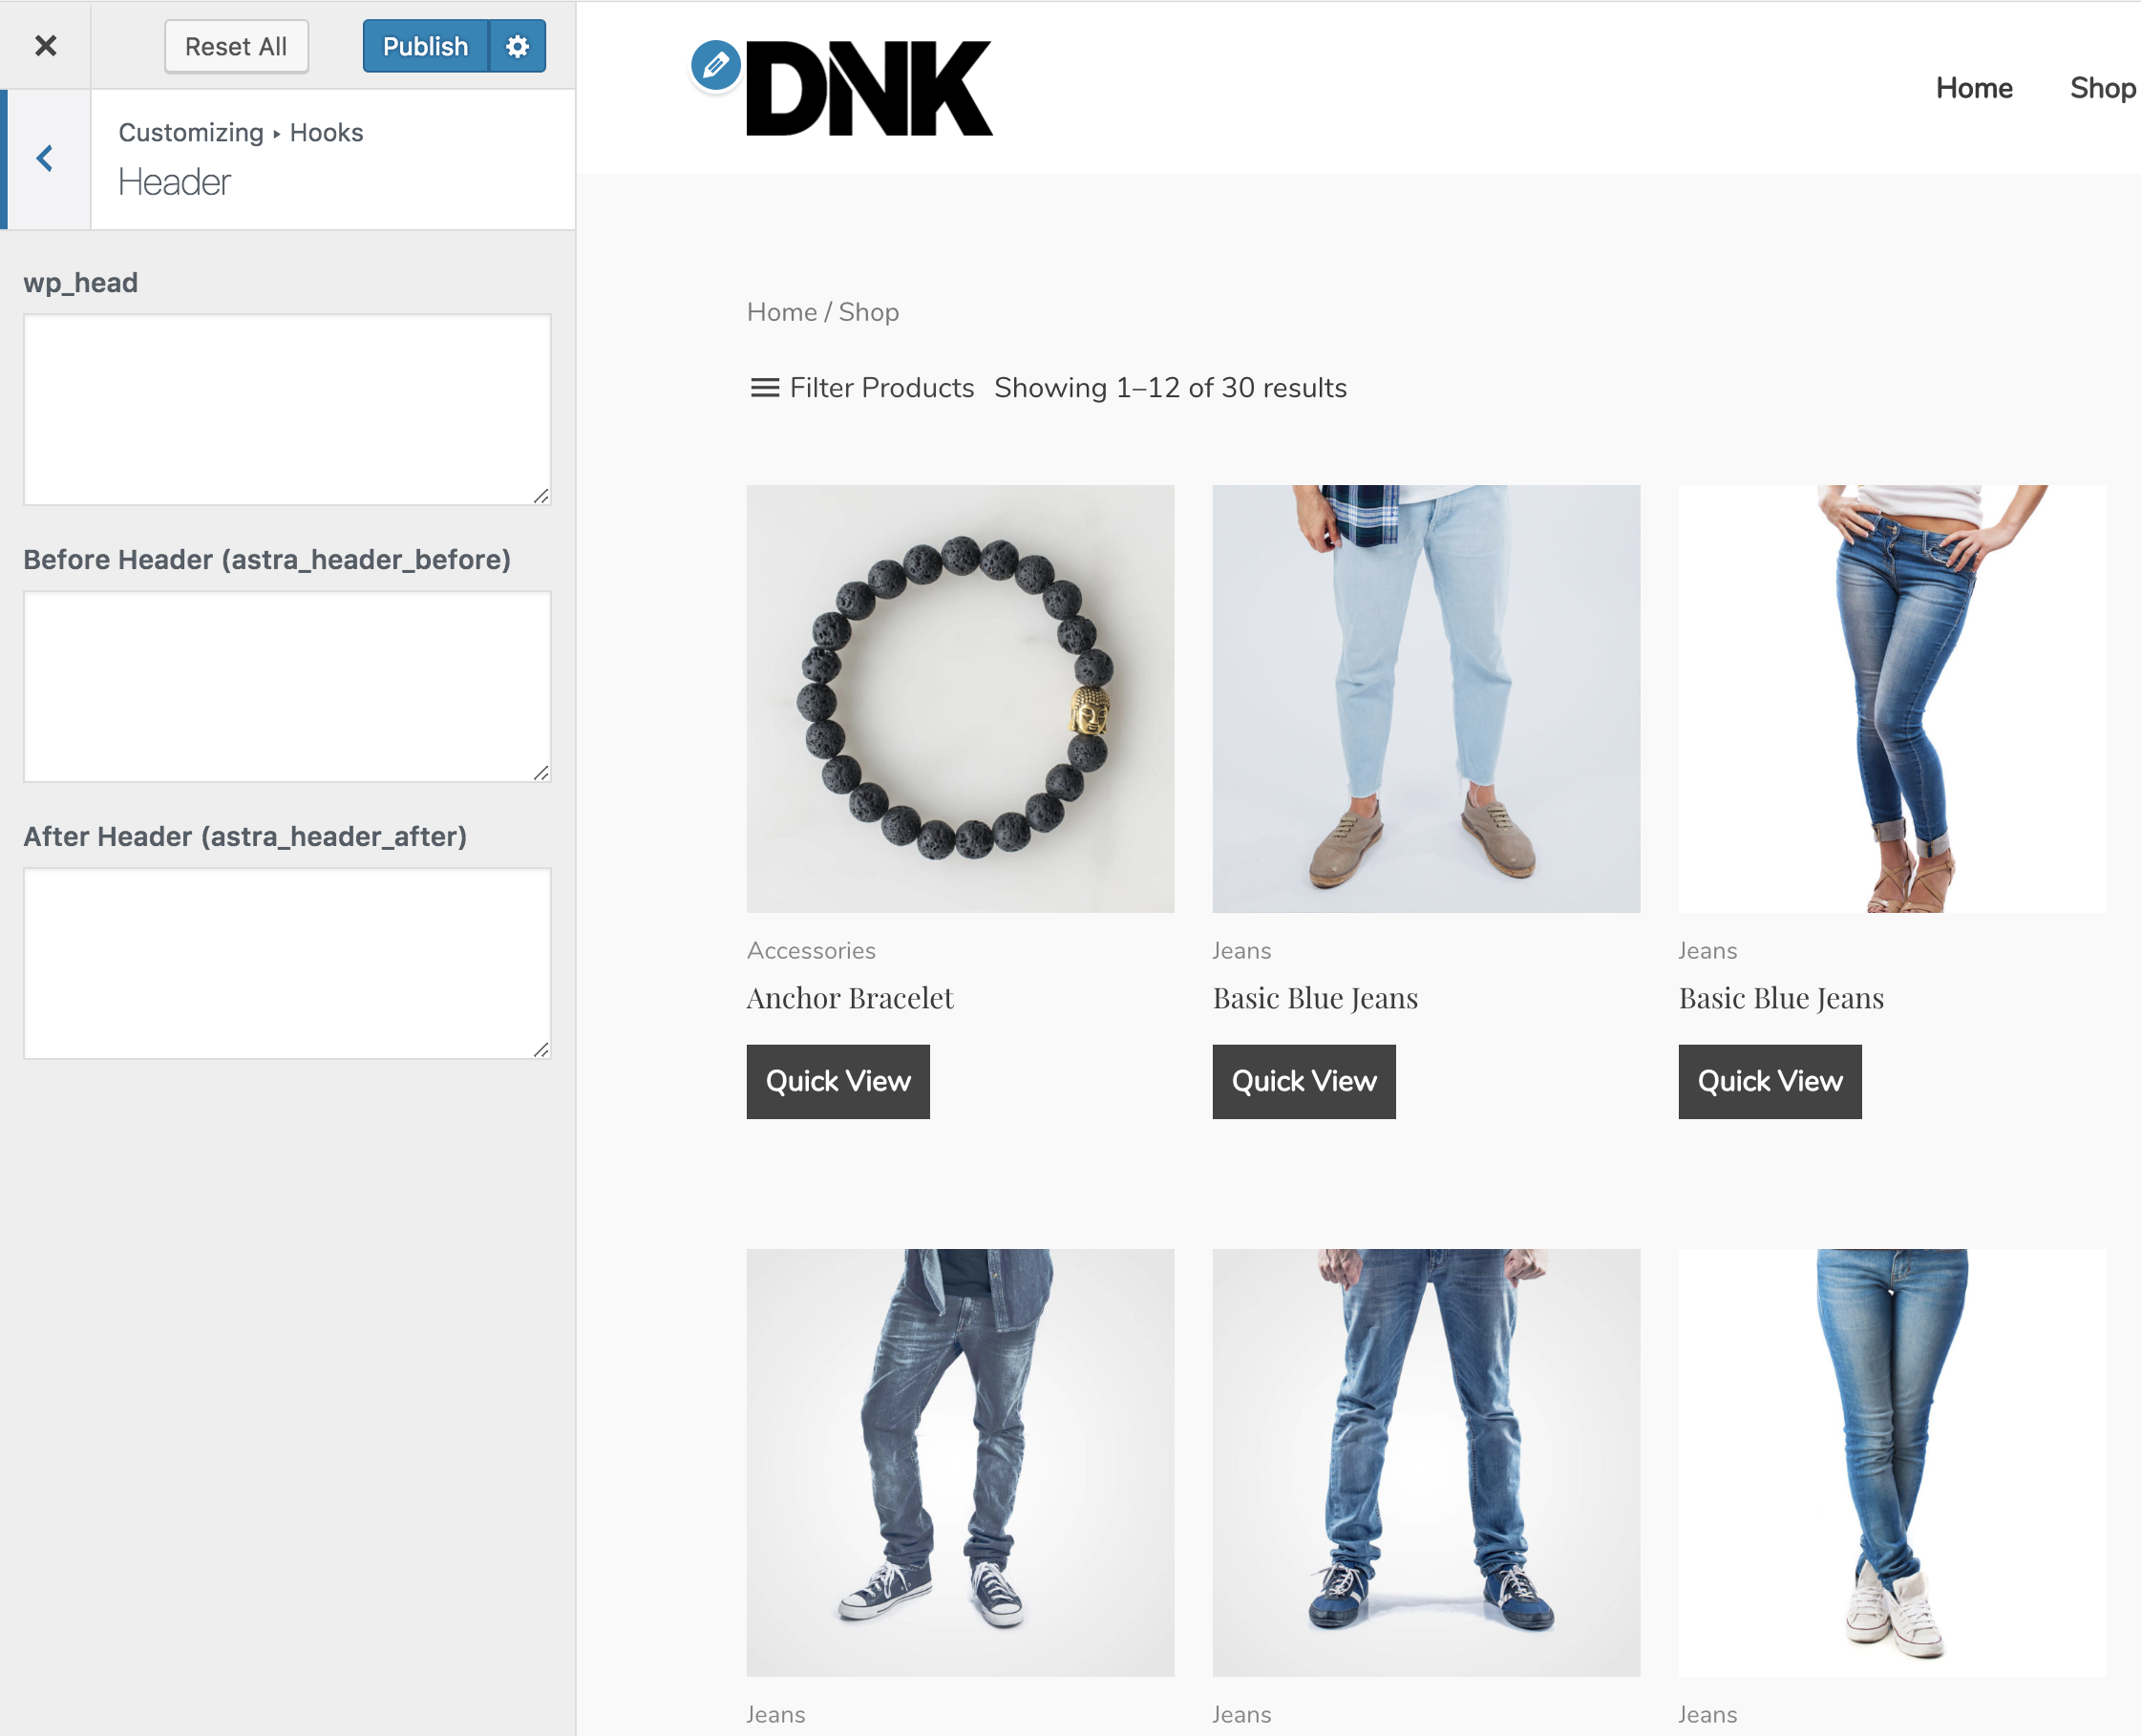 Reset All
Publish
Customizing ▸ Hooks
Header
wp_head
Before Header (astra_header_before)
After Header (astra_header_after)
DNK
Home Shop
Home / Shop
Filter Products Showing 1–12 of 30 results
Accessories
Anchor Bracelet
Quick View
Jeans
Basic Blue Jeans
Quick View
Jeans
Basic Blue Jeans
Quick View
Jeans
Jeans
Jeans